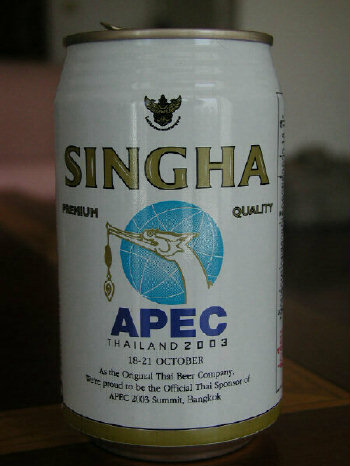 SINGHA
PREMIUM QUALITY
APEC
THAILAND 2003
18-21 OCTOBER
As the Original Thai Beer Company,
We're proud to be the Official Thai Sponsor of
APEC 2003 Summit, Bangkok